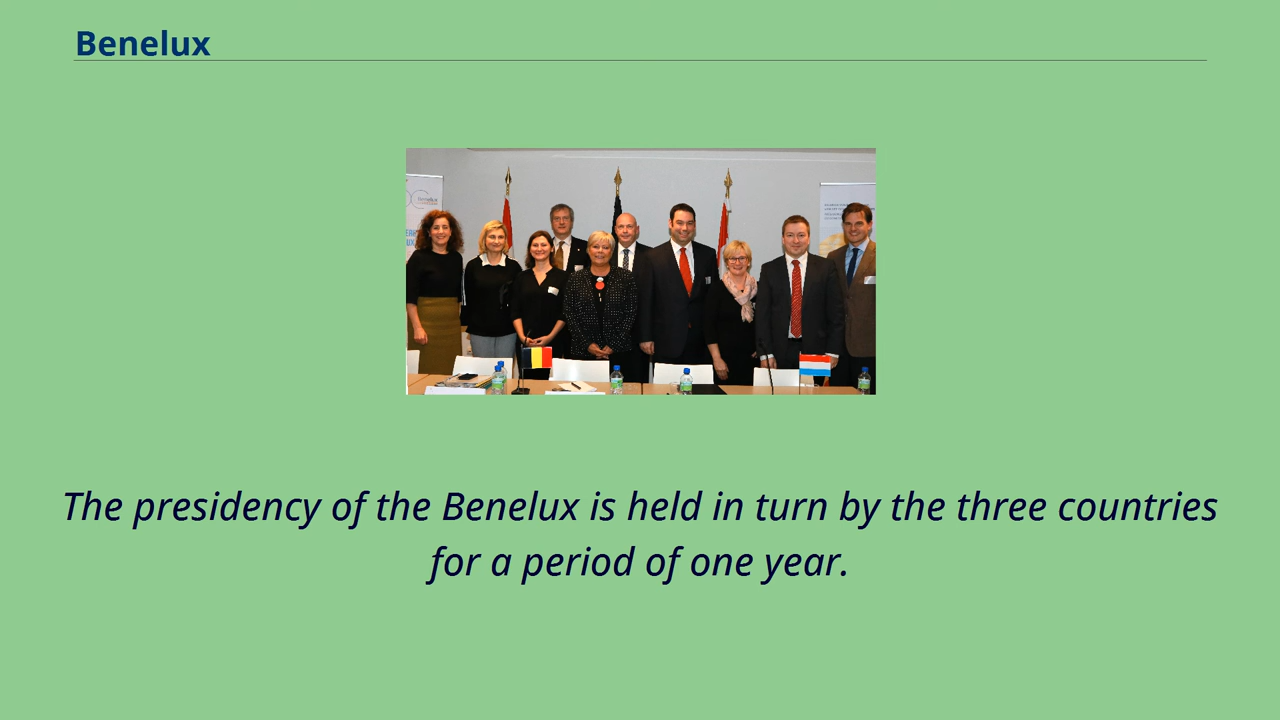 Benelux
Benelux
The presidency of the Benelux is held in turn by the three countries
for a period of one year.